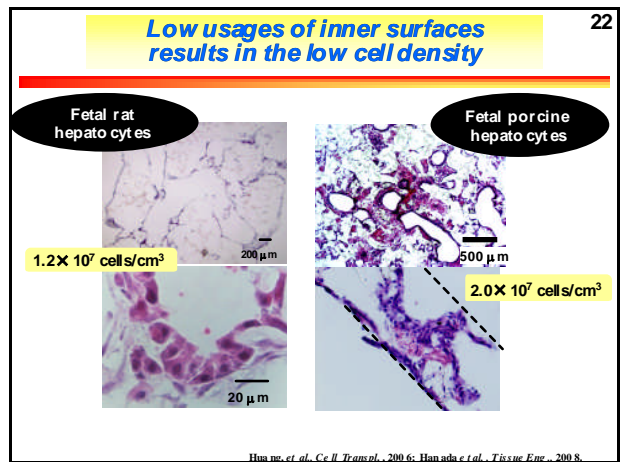 22
Low usages of inner surfaces
results in the low cell density
Fetal rat
hepatocytes
Fetal porcine
hepatocytes
200 μm
500 μm
1.2× 10⁷ cells/cm³
2.0× 10⁷ cells/cm³
20 μm
Huang, et al., Cell Transpl., 2006; Hanada et al., Tissue Eng., 2008.